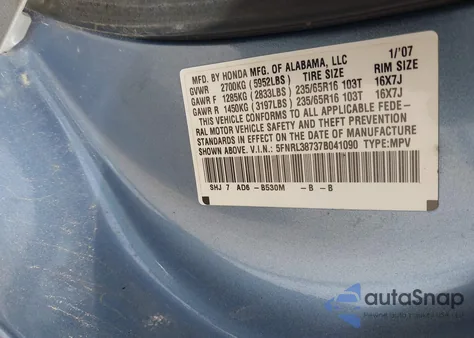 MFD. BY HONDA MFG. OF ALABAMA, LLC 1/'07
GVWR 2700KG (5952LBS) TIRE SIZE RIM SIZE
GAWR F 1285KG (2833LBS) 235/65R16 103T 16X7J
GAWR R 1450KG (3197LBS) 235/65R16 103T 16X7J
THIS VEHICLE CONFORMS TO ALL APPLICABLE FEDE-
RAL MOTOR VEHICLE SAFETY AND THEFT PREVENTION
STANDARDS IN EFFECT ON THE DATE OF MANUFACTURE
SHOWN ABOVE. V.I.N.: 5FNRL38737B041090 TYPE:MPV
SHJ 7 AD6 -B530M -B -B
autoSnap